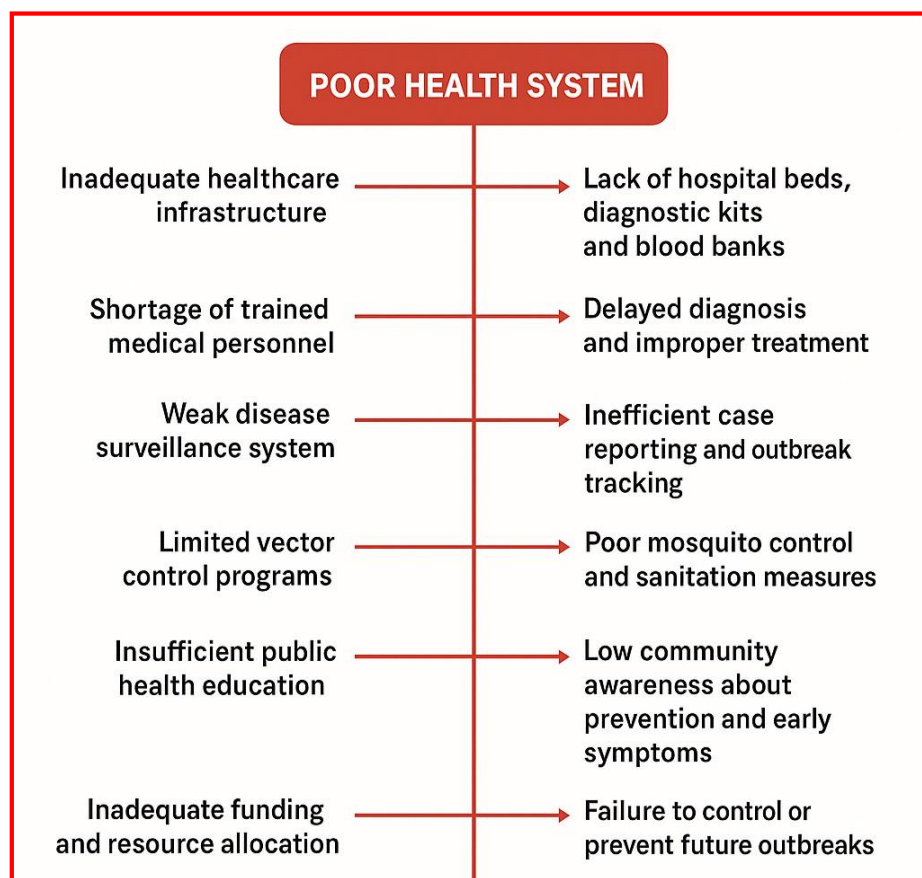 POOR HEALTH SYSTEM
Inadequate healthcare
infrastructure
Lack of hospital beds,
diagnostic kits
and blood banks
Shortage of trained
medical personnel
Delayed diagnosis
and improper treatment
Weak disease
surveillance system
Inefficient case
reporting and outbreak
tracking
Limited vector
control programs
Poor mosquito control
and sanitation measures
Insufficient public
health education
Low community
awareness about
prevention and early
symptoms
Inadequate funding
and resource allocation
Failure to control or
prevent future outbreaks